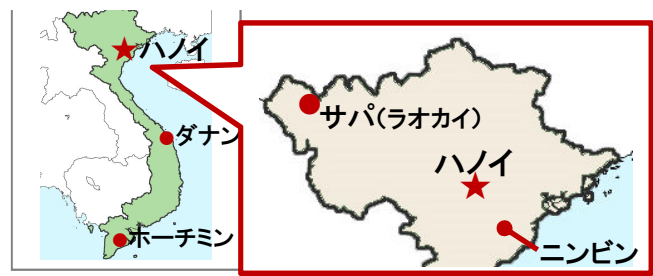 ハノイ
ダナン
ホーチミン
サパ(ラオカイ)
ハノイ
ニンビン